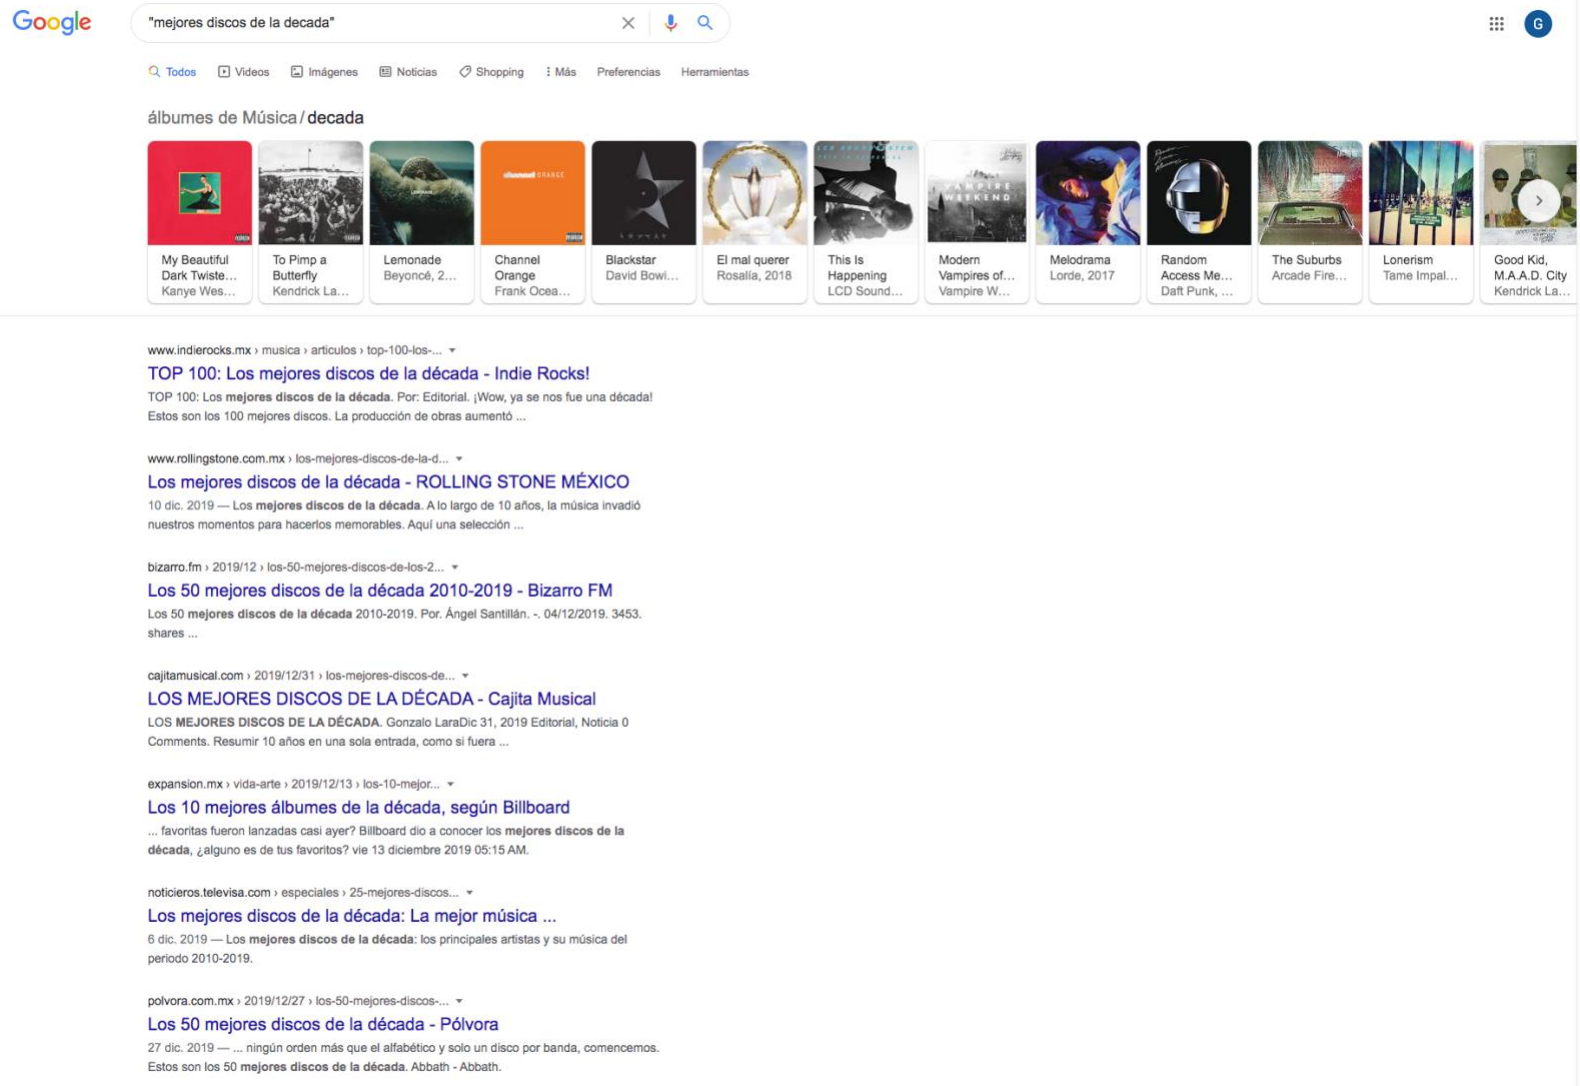 Google
"mejores discos de la decada"
G
Todos Videos Imágenes Noticias Shopping Más Preferencias Herramientas
álbumes de Música / decada
channel ORANGE
VAMPIRE
WEEKEND
My Beautiful
Dark Twiste...
Kanye Wes...
To Pimp a
Butterfly
Kendrick La...
Lemonade
Beyoncé, 2...
Channel
Orange
Frank Ocea...
Blackstar
David Bowi...
El mal querer
Rosalía, 2018
This Is
Happening
LCD Sound...
Modern
Vampires of...
Vampire W...
Melodrama
Lorde, 2017
Random
Access Me...
Daft Punk, ...
The Suburbs
Arcade Fire...
Lonerism
Tame Impal...
Good Kid,
M.A.A.D. City
Kendrick La...
www.indierocks.mx › musica › articulos › top-100-los-...
TOP 100: Los mejores discos de la década - Indie Rocks!
TOP 100: Los mejores discos de la década. Por: Editorial. ¡Wow, ya se nos fue una década!
Estos son los 100 mejores discos. La producción de obras aumentó ...
www.rollingstone.com.mx › los-mejores-discos-de-la-d...
Los mejores discos de la década - ROLLING STONE MÉXICO
10 dic. 2019 — Los mejores discos de la década. A lo largo de 10 años, la música invadió
nuestros momentos para hacerlos memorables. Aquí una selección ...
bizarro.fm › 2019/12 › los-50-mejores-discos-de-los-2...
Los 50 mejores discos de la década 2010-2019 - Bizarro FM
Los 50 mejores discos de la década 2010-2019. Por. Ángel Santillán. -. 04/12/2019. 3453.
shares ...
cajitamusical.com › 2019/12/31 › los-mejores-discos-de...
LOS MEJORES DISCOS DE LA DÉCADA - Cajita Musical
LOS MEJORES DISCOS DE LA DÉCADA. Gonzalo LaraDic 31, 2019 Editorial, Noticia 0
Comments. Resumir 10 años en una sola entrada, como si fuera ...
expansion.mx › vida-arte › 2019/12/13 › los-10-mejor...
Los 10 mejores álbumes de la década, según Billboard
... favoritas fueron lanzadas casi ayer? Billboard dio a conocer los mejores discos de la
década, ¿alguno es de tus favoritos? vie 13 diciembre 2019 05:15 AM.
noticieros.televisa.com › especiales › 25-mejores-discos...
Los mejores discos de la década: La mejor música ...
6 dic. 2019 — Los mejores discos de la década: los principales artistas y su música del
periodo 2010-2019.
polvora.com.mx › 2019/12/27 › los-50-mejores-discos-...
Los 50 mejores discos de la década - Pólvora
27 dic. 2019 — ... ningún orden más que el alfabético y solo un disco por banda, comencemos.
Estos son los 50 mejores discos de la década. Abbath - Abbath.